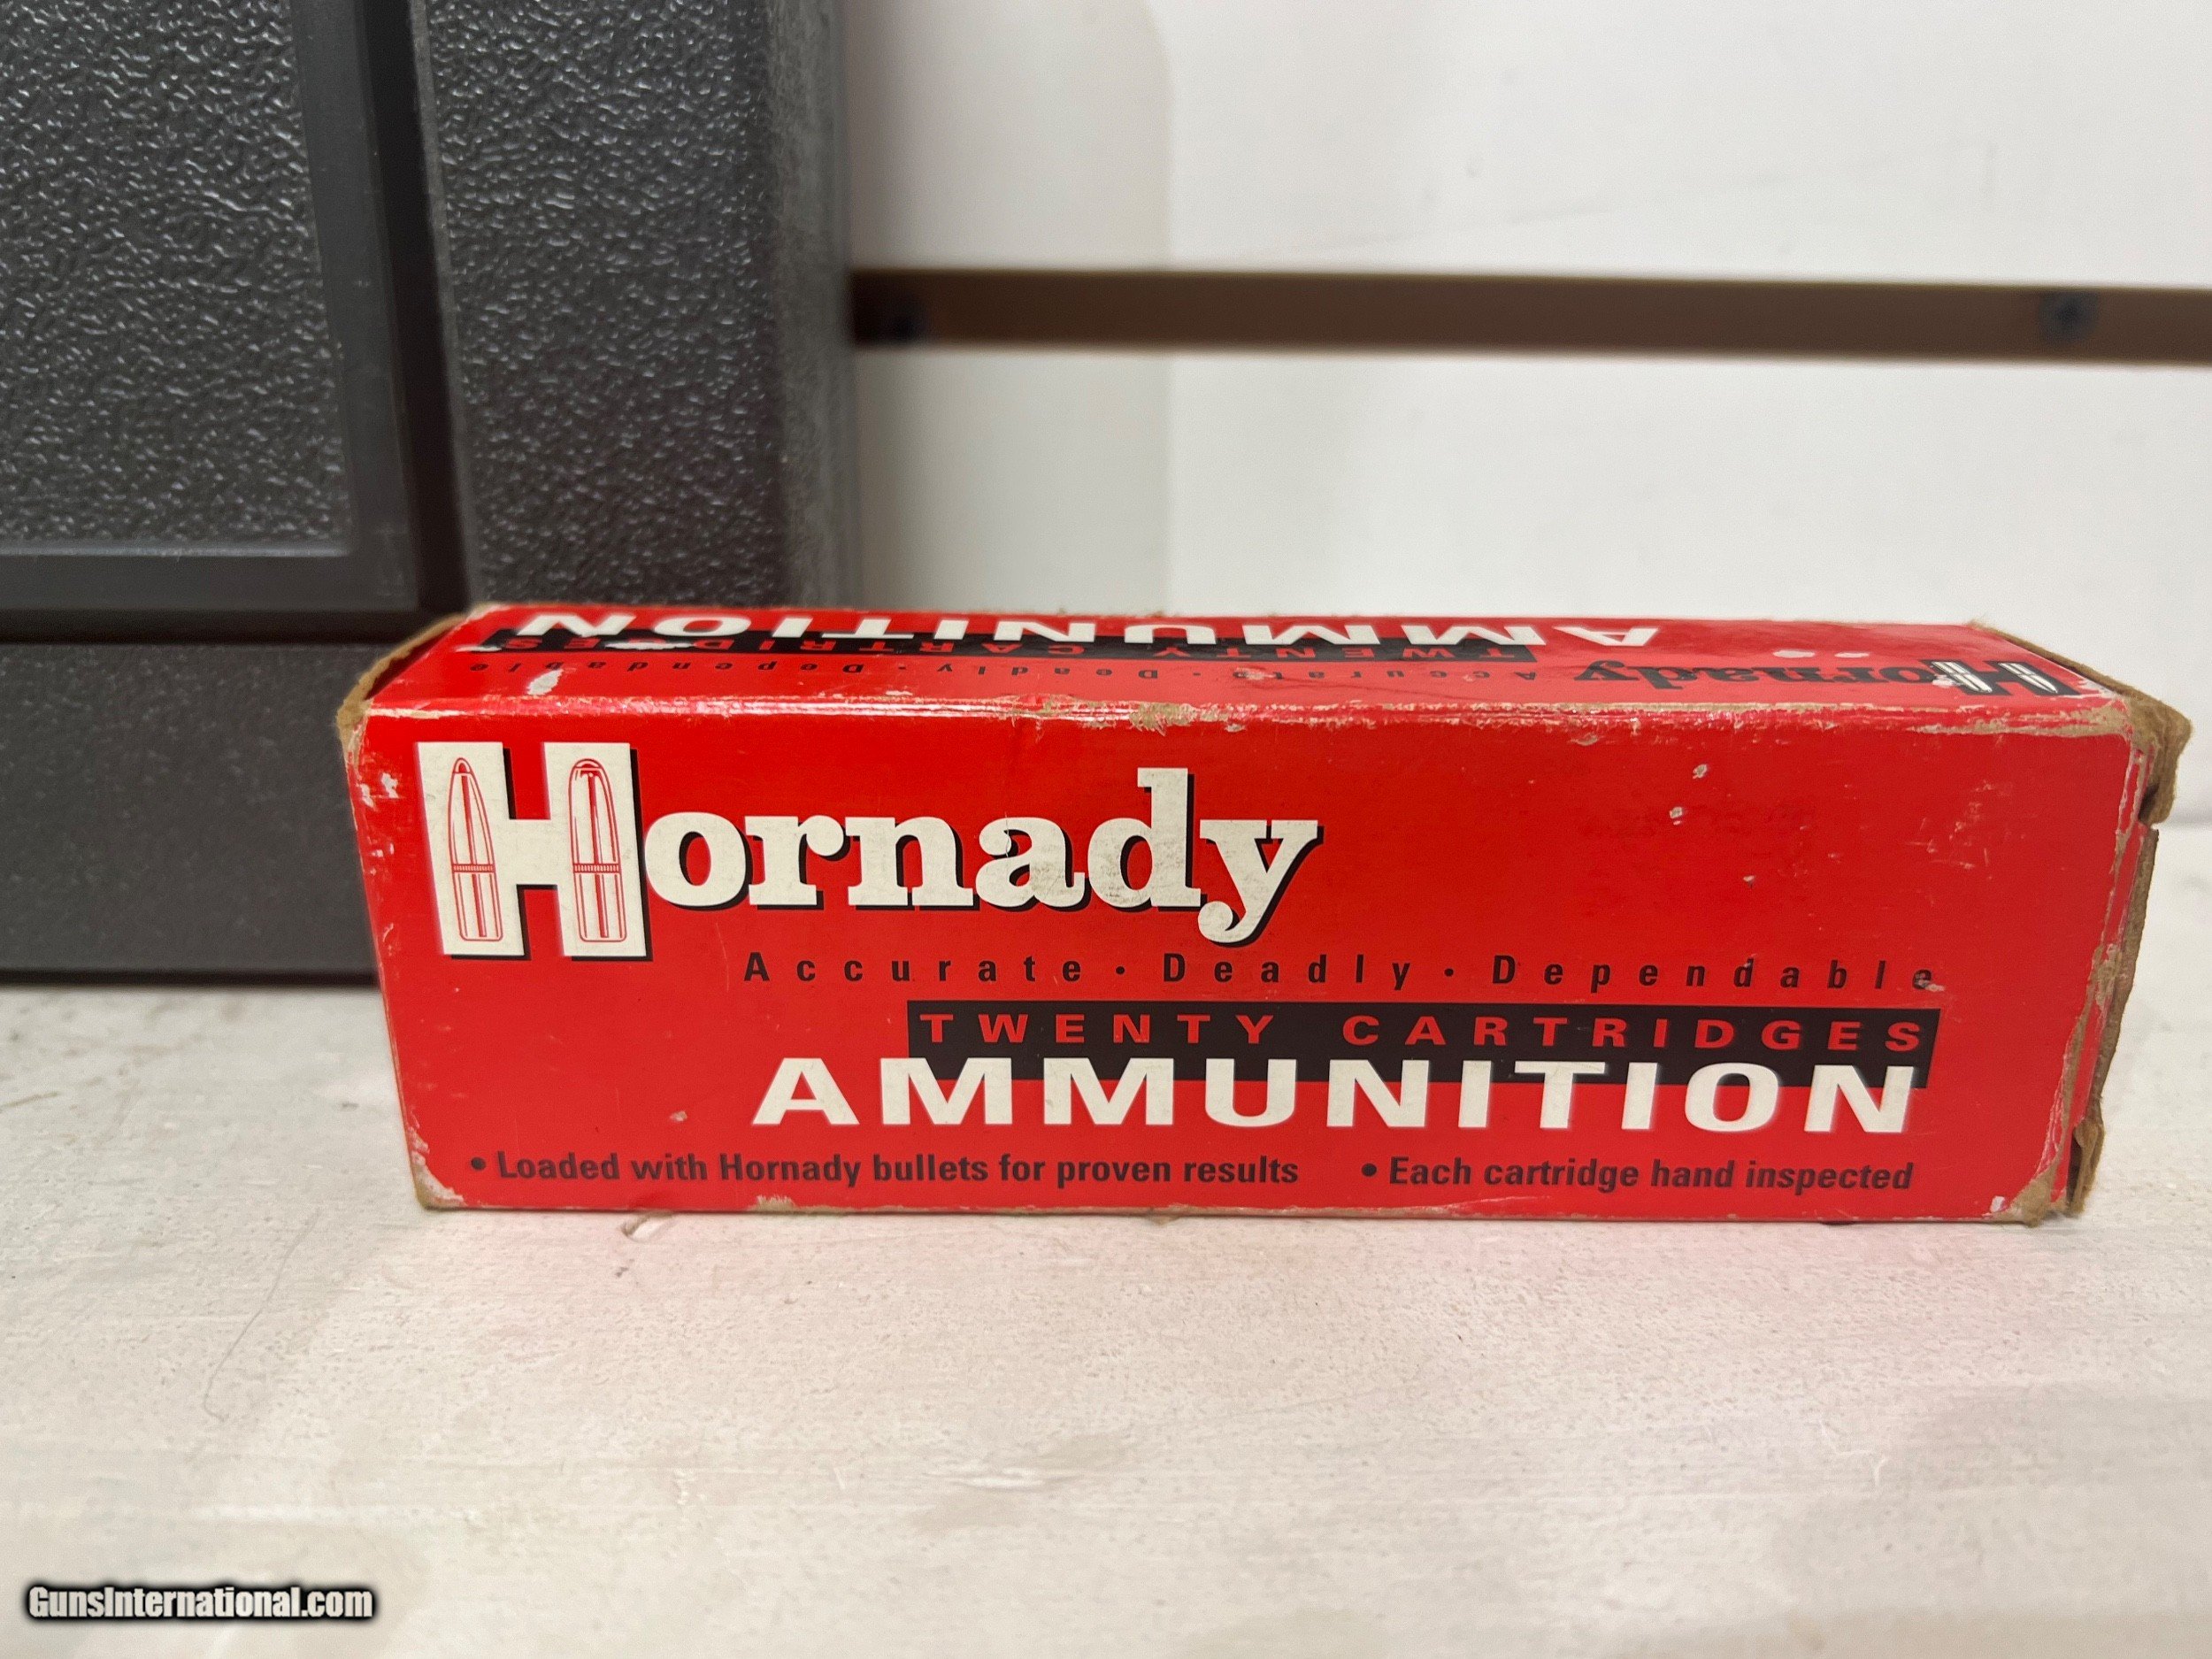 AMMUNITION
TWENTY CARTRIDGES
Accurate · Deadly · Dependable
Hornady
Hornady
Accurate · Deadly · Dependable
TWENTY CARTRIDGES
AMMUNITION
• Loaded with Hornady bullets for proven results • Each cartridge hand inspected
GunsInternational.com